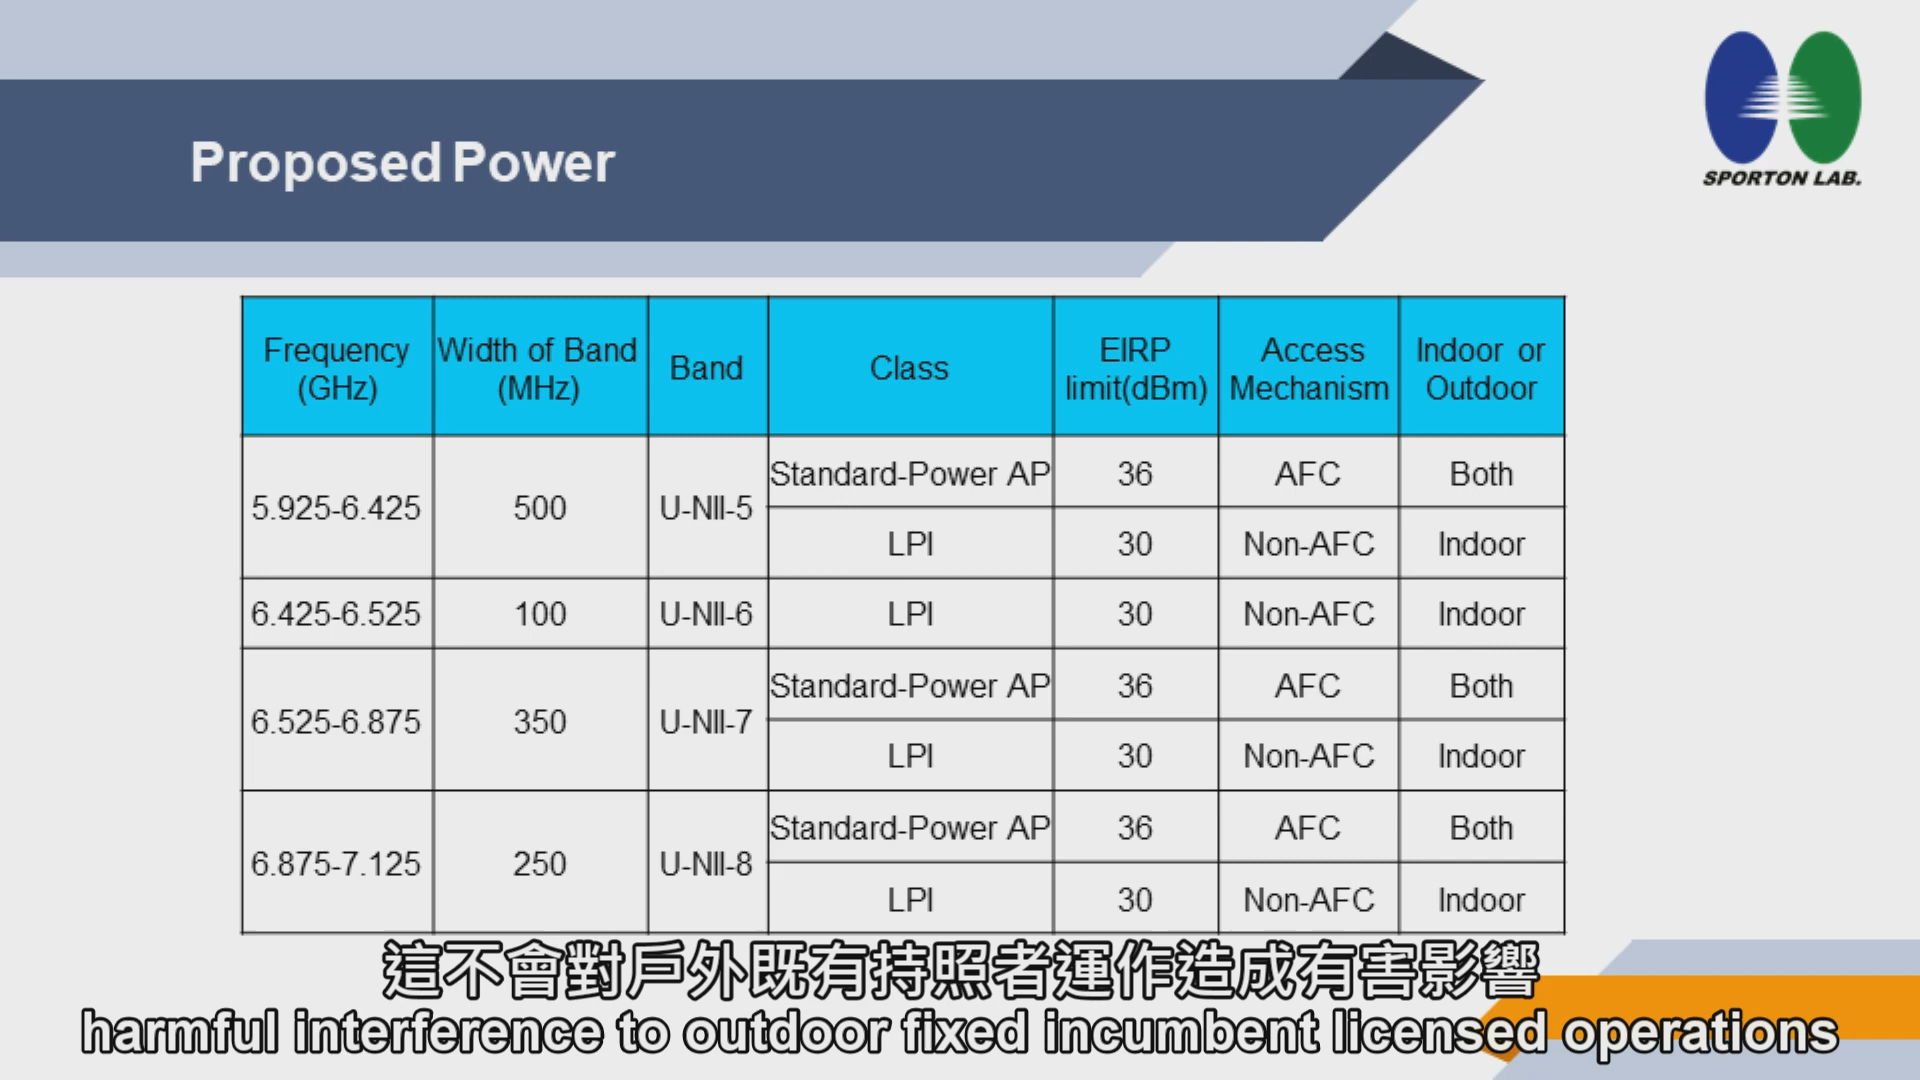 Proposed Power
SPORTON LAB.
Frequency (GHz) Width of Band (MHz) Band Class EIRP limit(dBm) Access Mechanism Indoor or Outdoor
5.925-6.425 500 U-NII-5 Standard-Power AP 36 AFC Both
LPI 30 Non-AFC Indoor
6.425-6.525 100 U-NII-6 LPI 30 Non-AFC Indoor
6.525-6.875 350 U-NII-7 Standard-Power AP 36 AFC Both
LPI 30 Non-AFC Indoor
6.875-7.125 250 U-NII-8 Standard-Power AP 36 AFC Both
LPI 30 Non-AFC Indoor
這不會對戶外既有持照者運作造成有害影響
harmful interference to outdoor fixed incumbent licensed operations